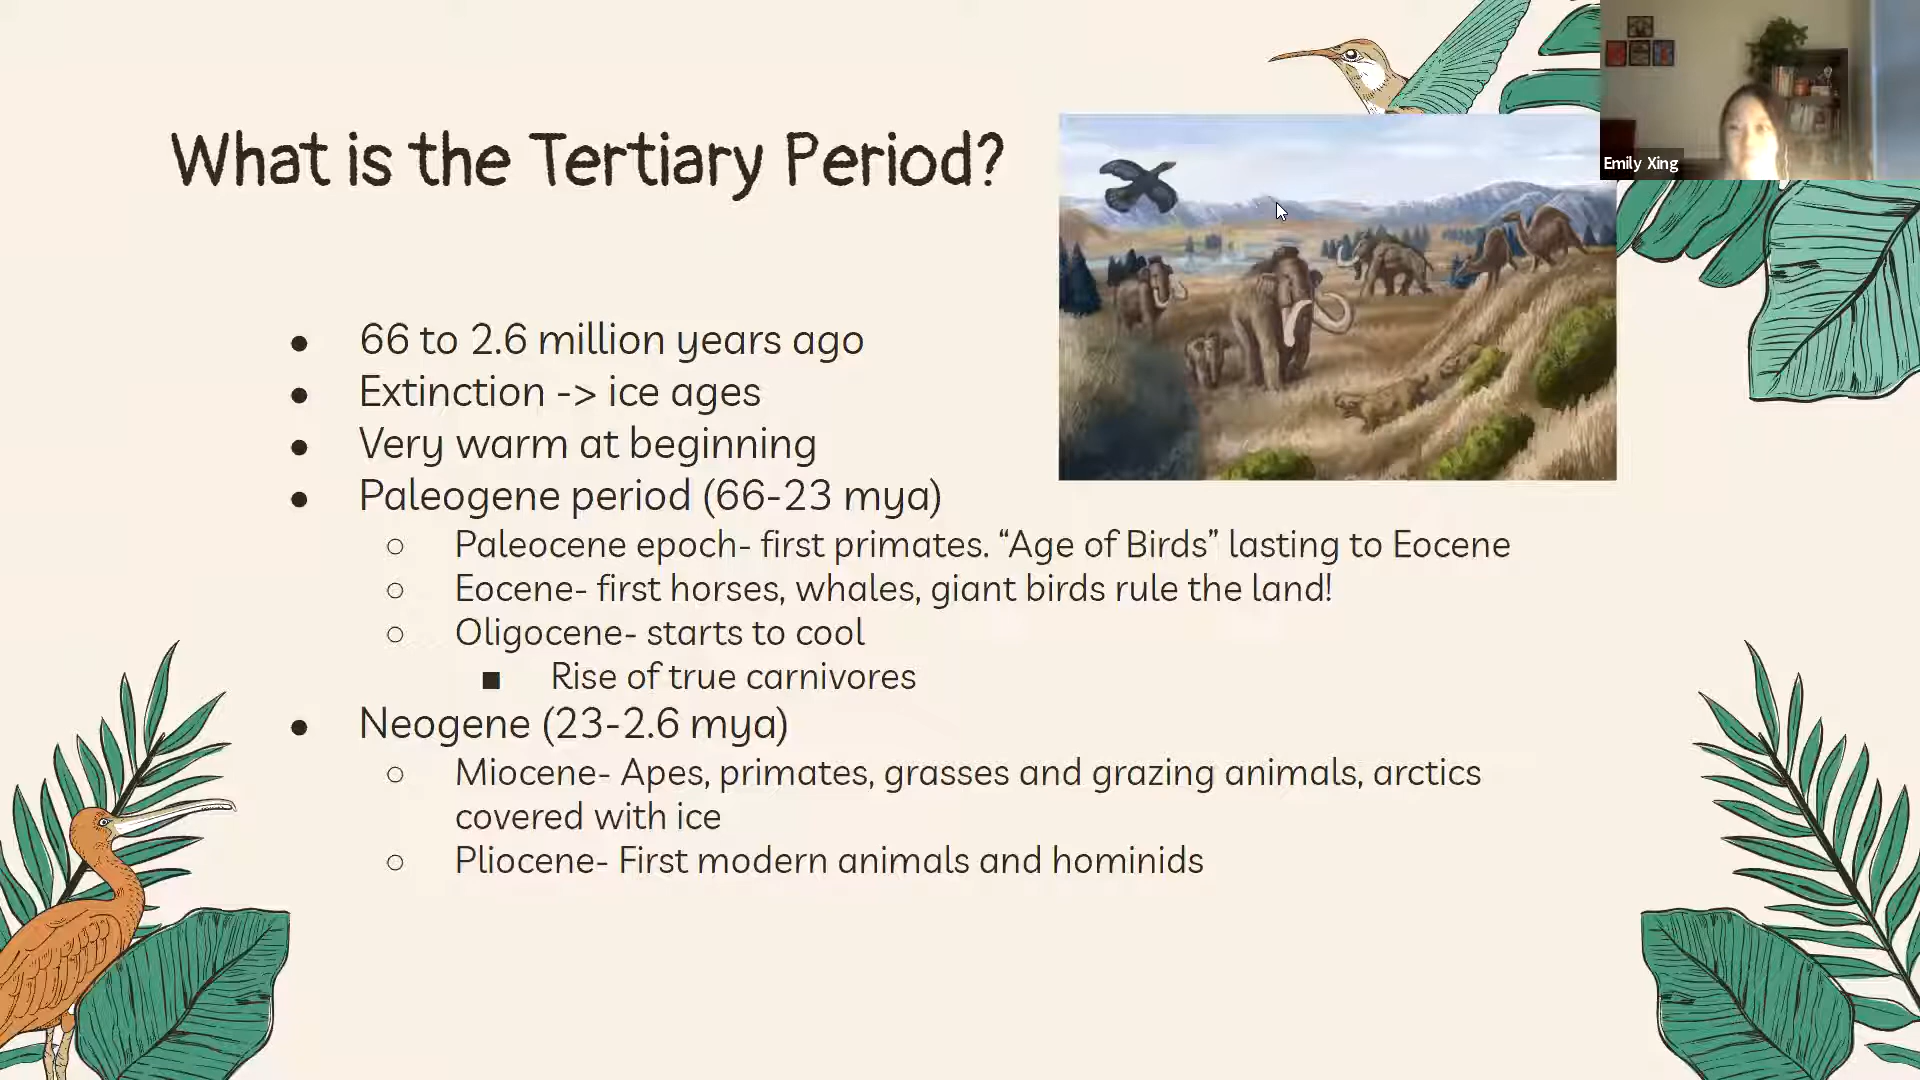 What is the Tertiary Period?
Emily Xing
● 66 to 2.6 million years ago
● Extinction -> ice ages
● Very warm at beginning
● Paleogene period (66-23 mya)
○ Paleocene epoch- first primates. “Age of Birds” lasting to Eocene
○ Eocene- first horses, whales, giant birds rule the land!
○ Oligocene- starts to cool
■ Rise of true carnivores
● Neogene (23-2.6 mya)
○ Miocene- Apes, primates, grasses and grazing animals, arctics
covered with ice
○ Pliocene- First modern animals and hominids